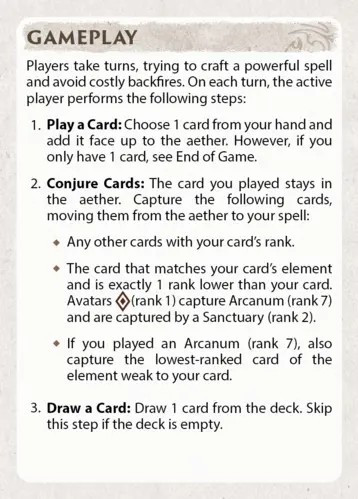 GAMEPLAY
Players take turns, trying to craft a powerful spell
and avoid costly backfires. On each turn, the active
player performs the following steps:
1. Play a Card: Choose 1 card from your hand and
add it face up to the aether. However, if you
only have 1 card, see End of Game.
2. Conjure Cards: The card you played stays in
the aether. Capture the following cards,
moving them from the aether to your spell:
◆ Any other cards with your card's rank.
◆ The card that matches your card's element
and is exactly 1 rank lower than your card.
Avatars (rank 1) capture Arcanum (rank 7)
and are captured by a Sanctuary (rank 2).
◆ If you played an Arcanum (rank 7), also
capture the lowest-ranked card of the
element weak to your card.
3. Draw a Card: Draw 1 card from the deck. Skip
this step if the deck is empty.